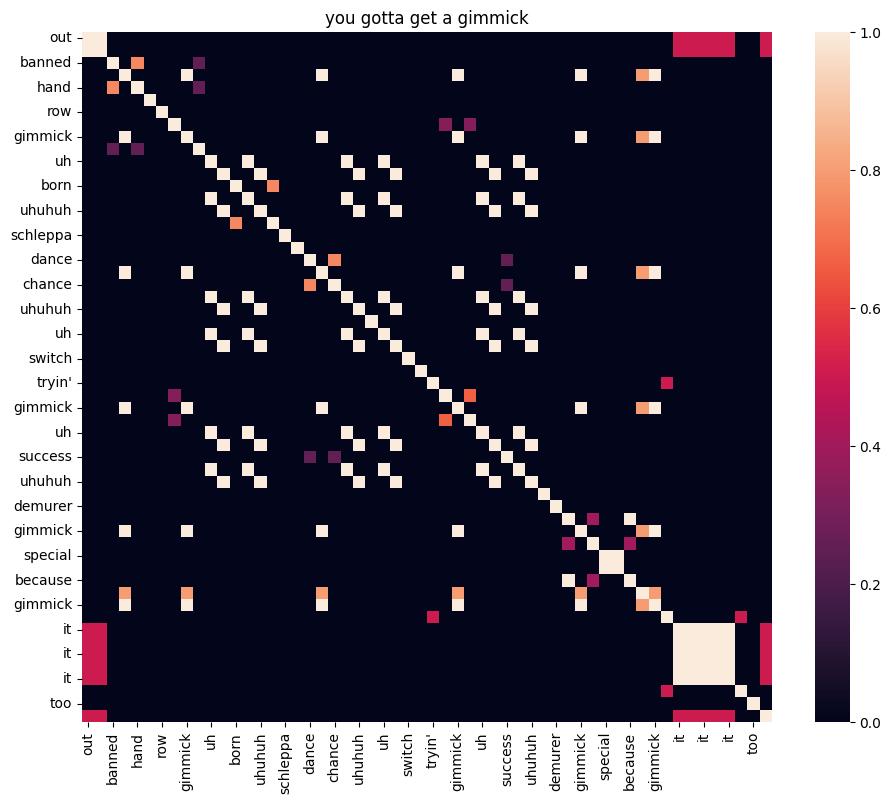 you gotta get a gimmick
out
banned
hand
row
gimmick
uh
born
uhuhuh
schleppa
dance
chance
uhuhuh
uh
switch
tryin'
gimmick
uh
success
uhuhuh
demurer
gimmick
special
because
gimmick
it
it
it
too
out
banned
hand
row
gimmick
uh
born
uhuhuh
schleppa
dance
chance
uhuhuh
uh
switch
tryin'
gimmick
uh
success
uhuhuh
demurer
gimmick
special
because
gimmick
it
it
it
too
1.0
0.8
0.6
0.4
0.2
0.0